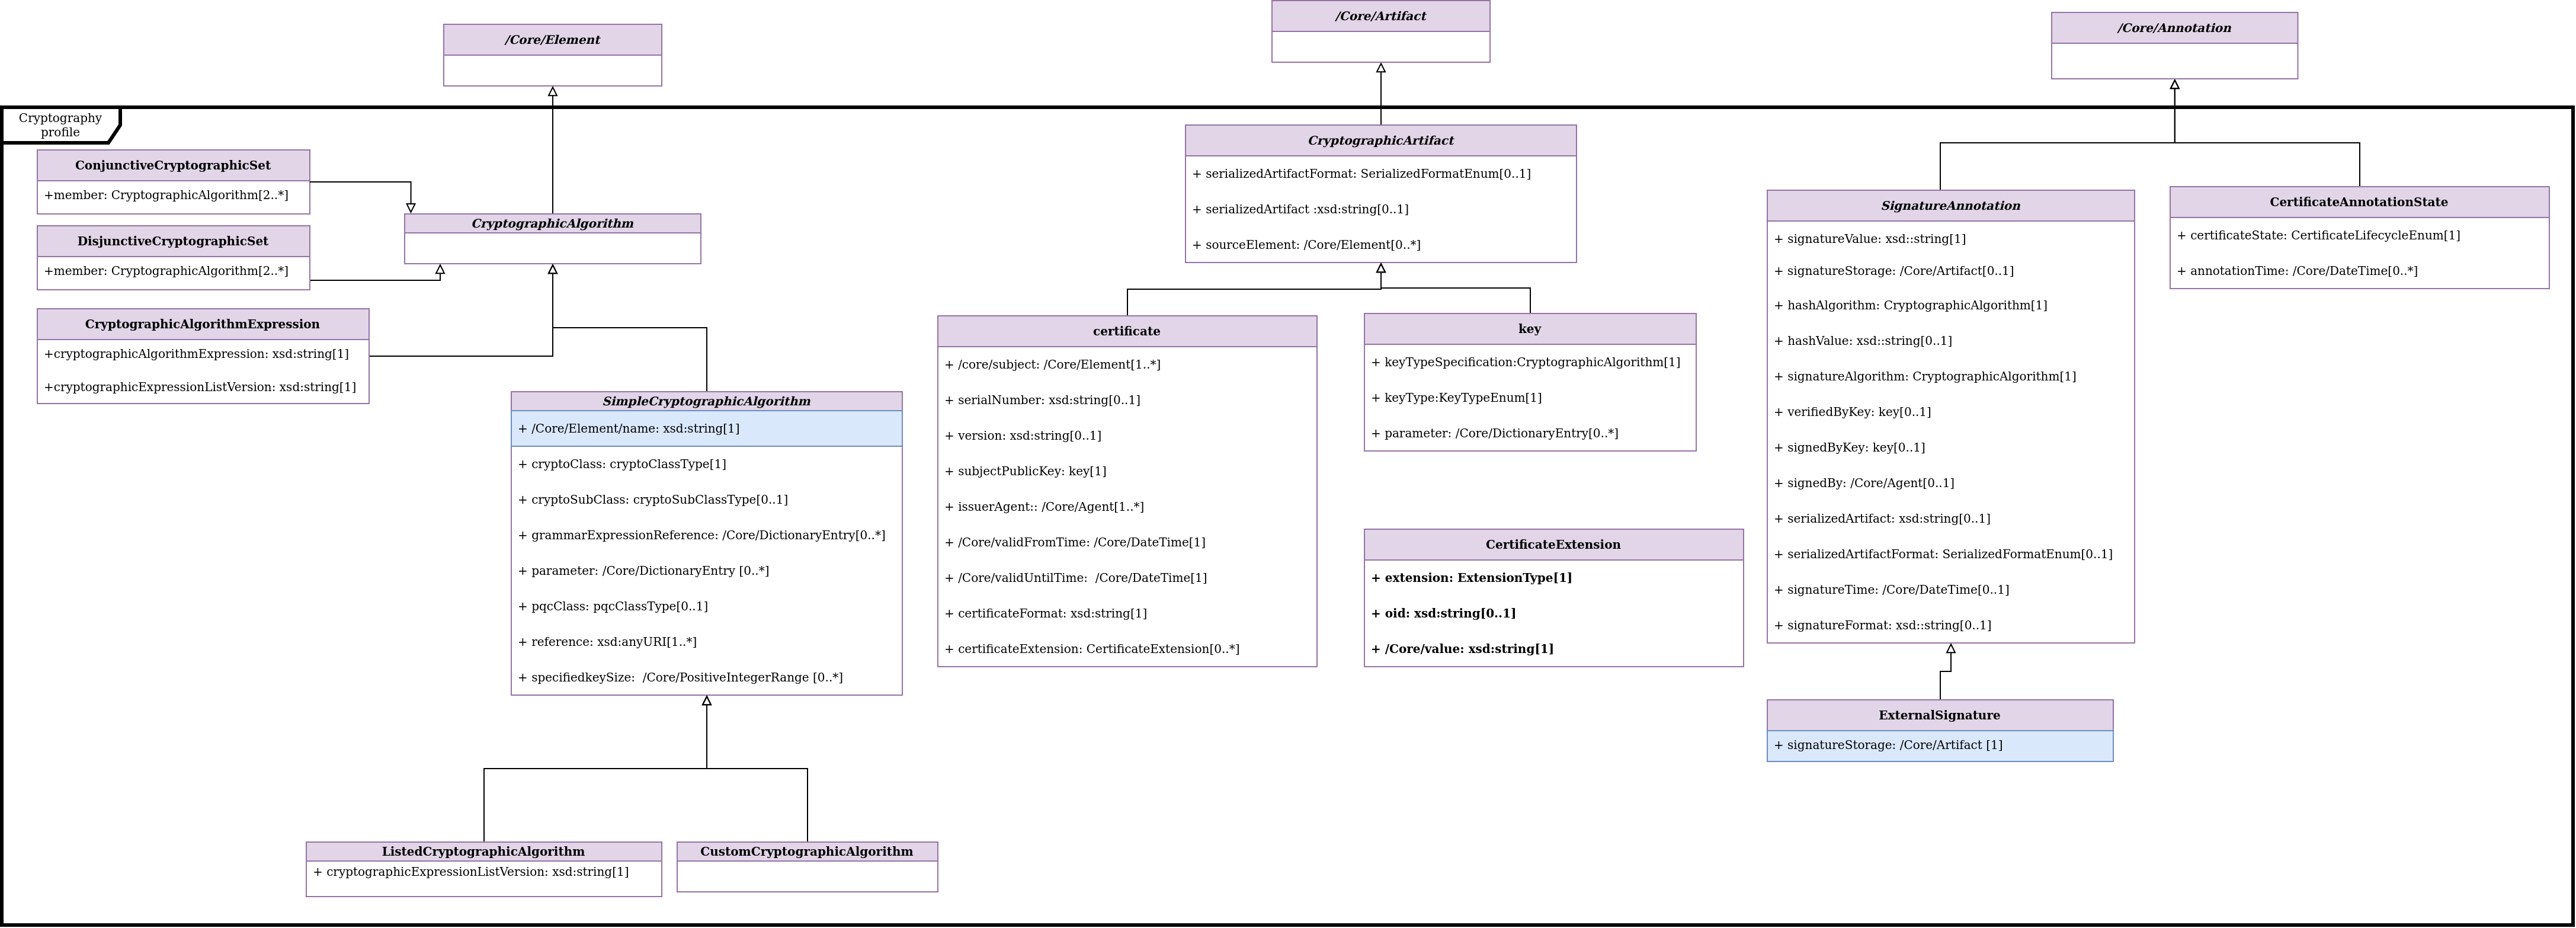 /Core/Element
/Core/Artifact
/Core/Annotation
Cryptography
profile
ConjunctiveCryptographicSet
+member: CryptographicAlgorithm[2..*]
DisjunctiveCryptographicSet
+member: CryptographicAlgorithm[2..*]
CryptographicAlgorithm
CryptographicAlgorithmExpression
+cryptographicAlgorithmExpression: xsd:string[1]
+cryptographicExpressionListVersion: xsd:string[1]
SimpleCryptographicAlgorithm
+ /Core/Element/name: xsd:string[1]
+ cryptoClass: cryptoClassType[1]
+ cryptoSubClass: cryptoSubClassType[0..1]
+ grammarExpressionReference: /Core/DictionaryEntry[0..*]
+ parameter: /Core/DictionaryEntry [0..*]
+ pqcClass: pqcClassType[0..1]
+ reference: xsd:anyURI[1..*]
+ specifiedkeySize:  /Core/PositiveIntegerRange [0..*]
ListedCryptographicAlgorithm
+ cryptographicExpressionListVersion: xsd:string[1]
CustomCryptographicAlgorithm
CryptographicArtifact
+ serializedArtifactFormat: SerializedFormatEnum[0..1]
+ serializedArtifact :xsd:string[0..1]
+ sourceElement: /Core/Element[0..*]
certificate
+ /core/subject: /Core/Element[1..*]
+ serialNumber: xsd:string[0..1]
+ version: xsd:string[0..1]
+ subjectPublicKey: key[1]
+ issuerAgent:: /Core/Agent[1..*]
+ /Core/validFromTime: /Core/DateTime[1]
+ /Core/validUntilTime:  /Core/DateTime[1]
+ certificateFormat: xsd:string[1]
+ certificateExtension: CertificateExtension[0..*]
key
+ keyTypeSpecification:CryptographicAlgorithm[1]
+ keyType:KeyTypeEnum[1]
+ parameter: /Core/DictionaryEntry[0..*]
CertificateExtension
+ extension: ExtensionType[1]
+ oid: xsd:string[0..1]
+ /Core/value: xsd:string[1]
SignatureAnnotation
+ signatureValue: xsd::string[1]
+ signatureStorage: /Core/Artifact[0..1]
+ hashAlgorithm: CryptographicAlgorithm[1]
+ hashValue: xsd::string[0..1]
+ signatureAlgorithm: CryptographicAlgorithm[1]
+ verifiedByKey: key[0..1]
+ signedByKey: key[0..1]
+ signedBy: /Core/Agent[0..1]
+ serializedArtifact: xsd:string[0..1]
+ serializedArtifactFormat: SerializedFormatEnum[0..1]
+ signatureTime: /Core/DateTime[0..1]
+ signatureFormat: xsd::string[0..1]
ExternalSignature
+ signatureStorage: /Core/Artifact [1]
CertificateAnnotationState
+ certificateState: CertificateLifecycleEnum[1]
+ annotationTime: /Core/DateTime[0..*]